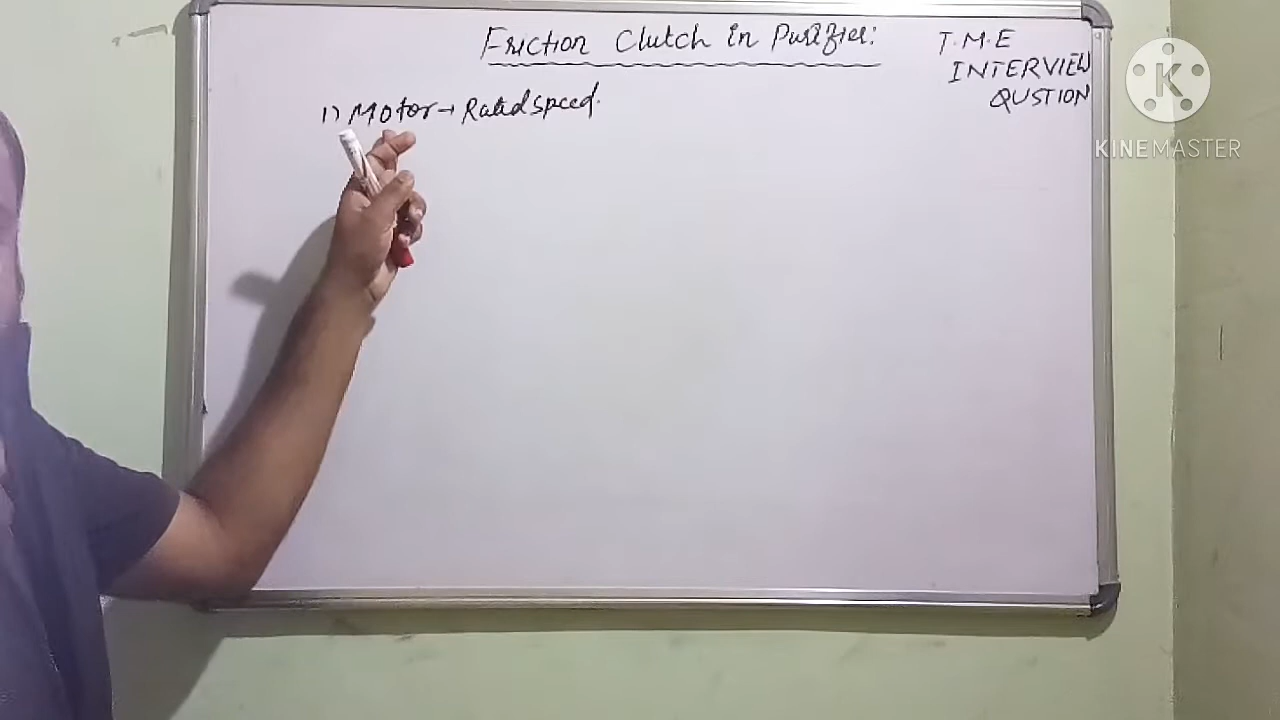 Friction Clutch in Purifier:
T.M.E
INTERVIEW
QUSTION
K
KINEMASTER
1) Motor → Rated speed.